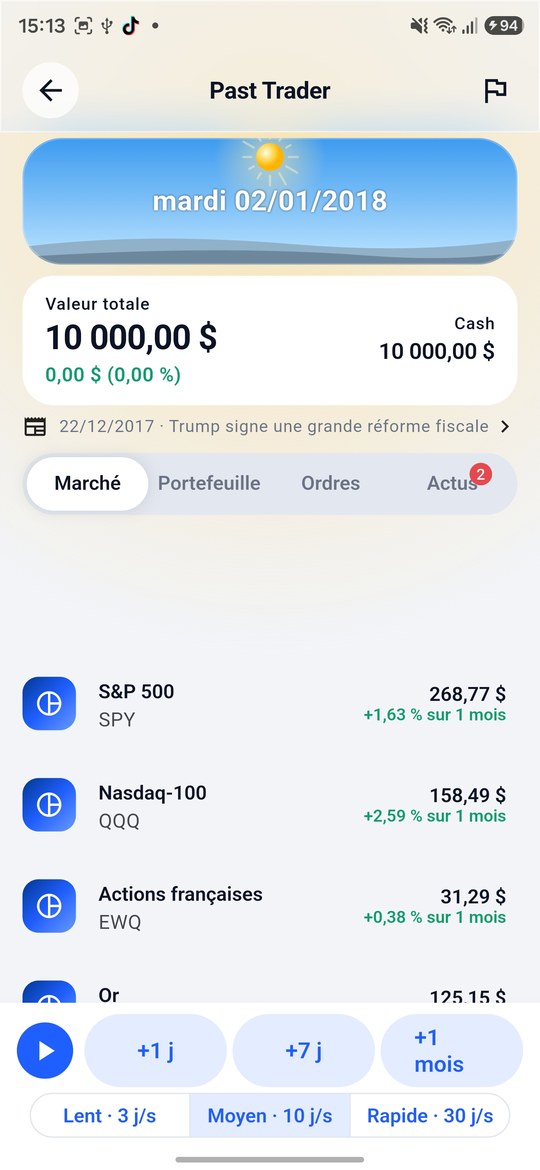 15:13
94
Past Trader
mardi 02/01/2018
Valeur totale
10 000,00 $
0,00 $ (0,00 %)
Cash
10 000,00 $
22/12/2017 · Trump signe une grande réforme fiscale
Marché
Portefeuille
Ordres
Actus
2
S&P 500
SPY
268,77 $
+1,63 % sur 1 mois
Nasdaq-100
QQQ
158,49 $
+2,59 % sur 1 mois
Actions françaises
EWQ
31,29 $
+0,38 % sur 1 mois
Or
125,15 $
+1 j
+7 j
+1
mois
Lent · 3 j/s
Moyen · 10 j/s
Rapide · 30 j/s